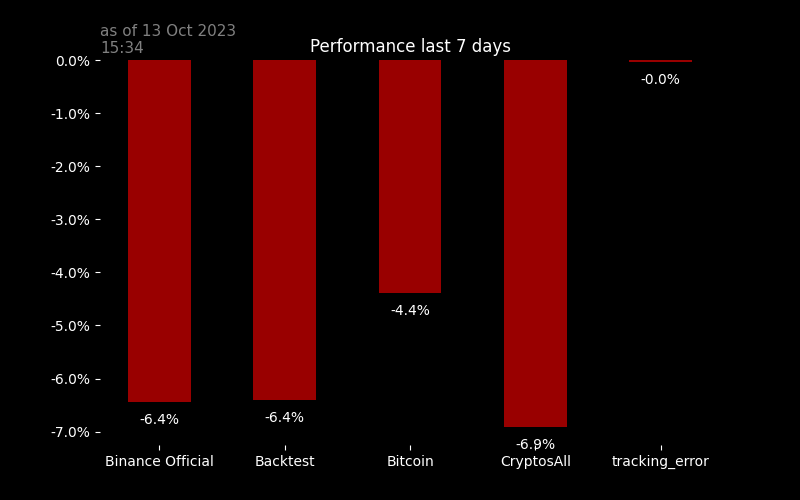 as of 13 Oct 2023
15:34
Performance last 7 days
0.0%
-1.0%
-2.0%
-3.0%
-4.0%
-5.0%
-6.0%
-7.0%
-6.4%
-6.4%
-4.4%
-6.9%
-0.0%
Binance Official
Backtest
Bitcoin
CryptosAll
tracking_error